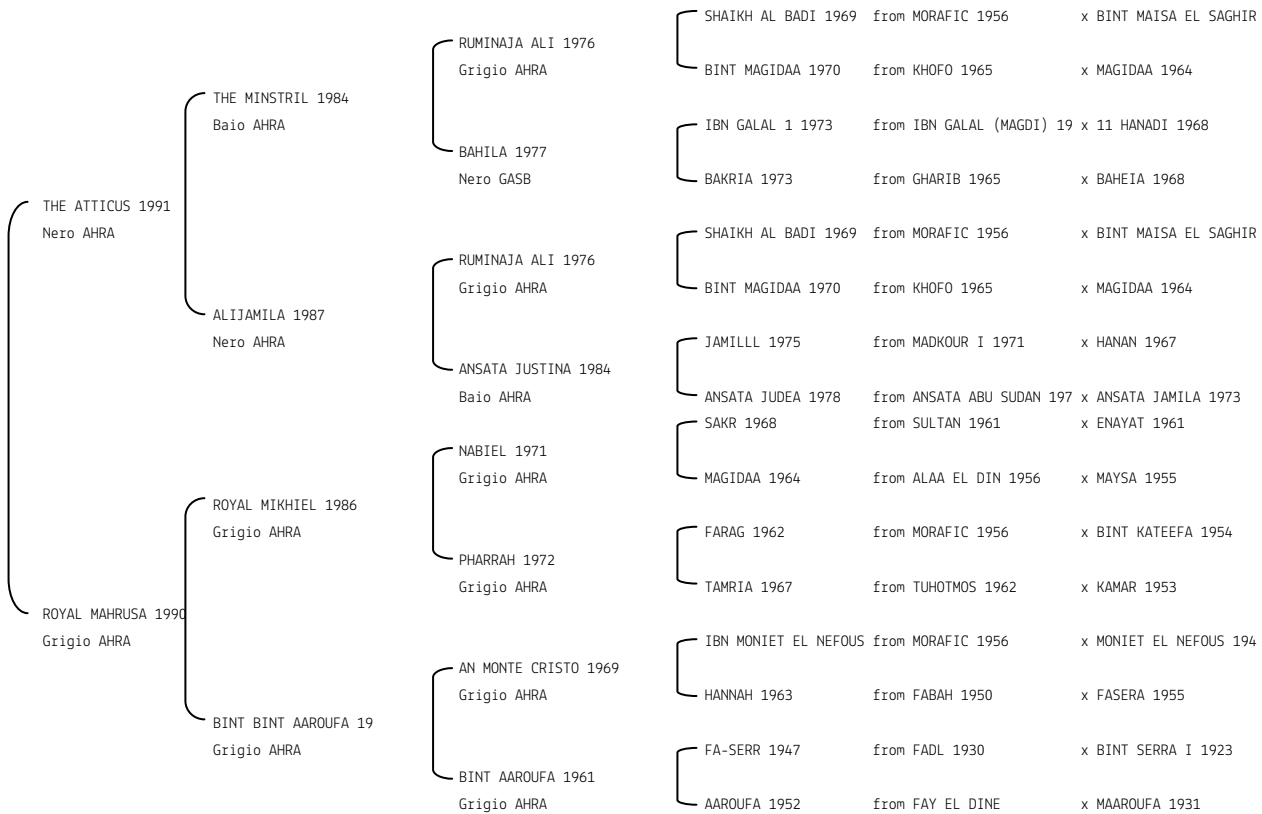 SHAIKH AL BADI 1969 from MORAFIC 1956 x BINT MAISA EL SAGHIR
RUMINAJA ALI 1976
Grigio AHRA
BINT MAGIDAA 1970 from KHOFO 1965 x MAGIDAA 1964
THE MINSTRIL 1984
Baio AHRA
IBN GALAL 1 1973 from IBN GALAL (MAGDI) 19 x 11 HANADI 1968
BAHILA 1977
Nero GASB
BAKRIA 1973 from GHARIB 1965 x BAHEIA 1968
THE ATTICUS 1991
Nero AHRA
SHAIKH AL BADI 1969 from MORAFIC 1956 x BINT MAISA EL SAGHIR
RUMINAJA ALI 1976
Grigio AHRA
BINT MAGIDAA 1970 from KHOFO 1965 x MAGIDAA 1964
ALIJAMILA 1987
Nero AHRA
JAMILLL 1975 from MADKOUR I 1971 x HANAN 1967
ANSATA JUSTINA 1984
Baio AHRA
ANSATA JUDEA 1978 from ANSATA ABU SUDAN 197 x ANSATA JAMILA 1973
SAKR 1968 from SULTAN 1961 x ENAYAT 1961
NABIEL 1971
Grigio AHRA
MAGIDAA 1964 from ALAA EL DIN 1956 x MAYSA 1955
ROYAL MIKHIEL 1986
Grigio AHRA
FARAG 1962 from MORAFIC 1956 x BINT KATEEFA 1954
PHARRAH 1972
Grigio AHRA
TAMRIA 1967 from TUHOTMOS 1962 x KAMAR 1953
ROYAL MAHRUSA 1990
Grigio AHRA
IBN MONIET EL NEFOUS from MORAFIC 1956 x MONIET EL NEFOUS 194
AN MONTE CRISTO 1969
Grigio AHRA
HANNAH 1963 from FABAH 1950 x FASERA 1955
BINT BINT AAROUFA 19
Grigio AHRA
FA-SERR 1947 from FADL 1930 x BINT SERRA I 1923
BINT AAROUFA 1961
Grigio AHRA
AAROUFA 1952 from FAY EL DINE x MAAROUFA 1931